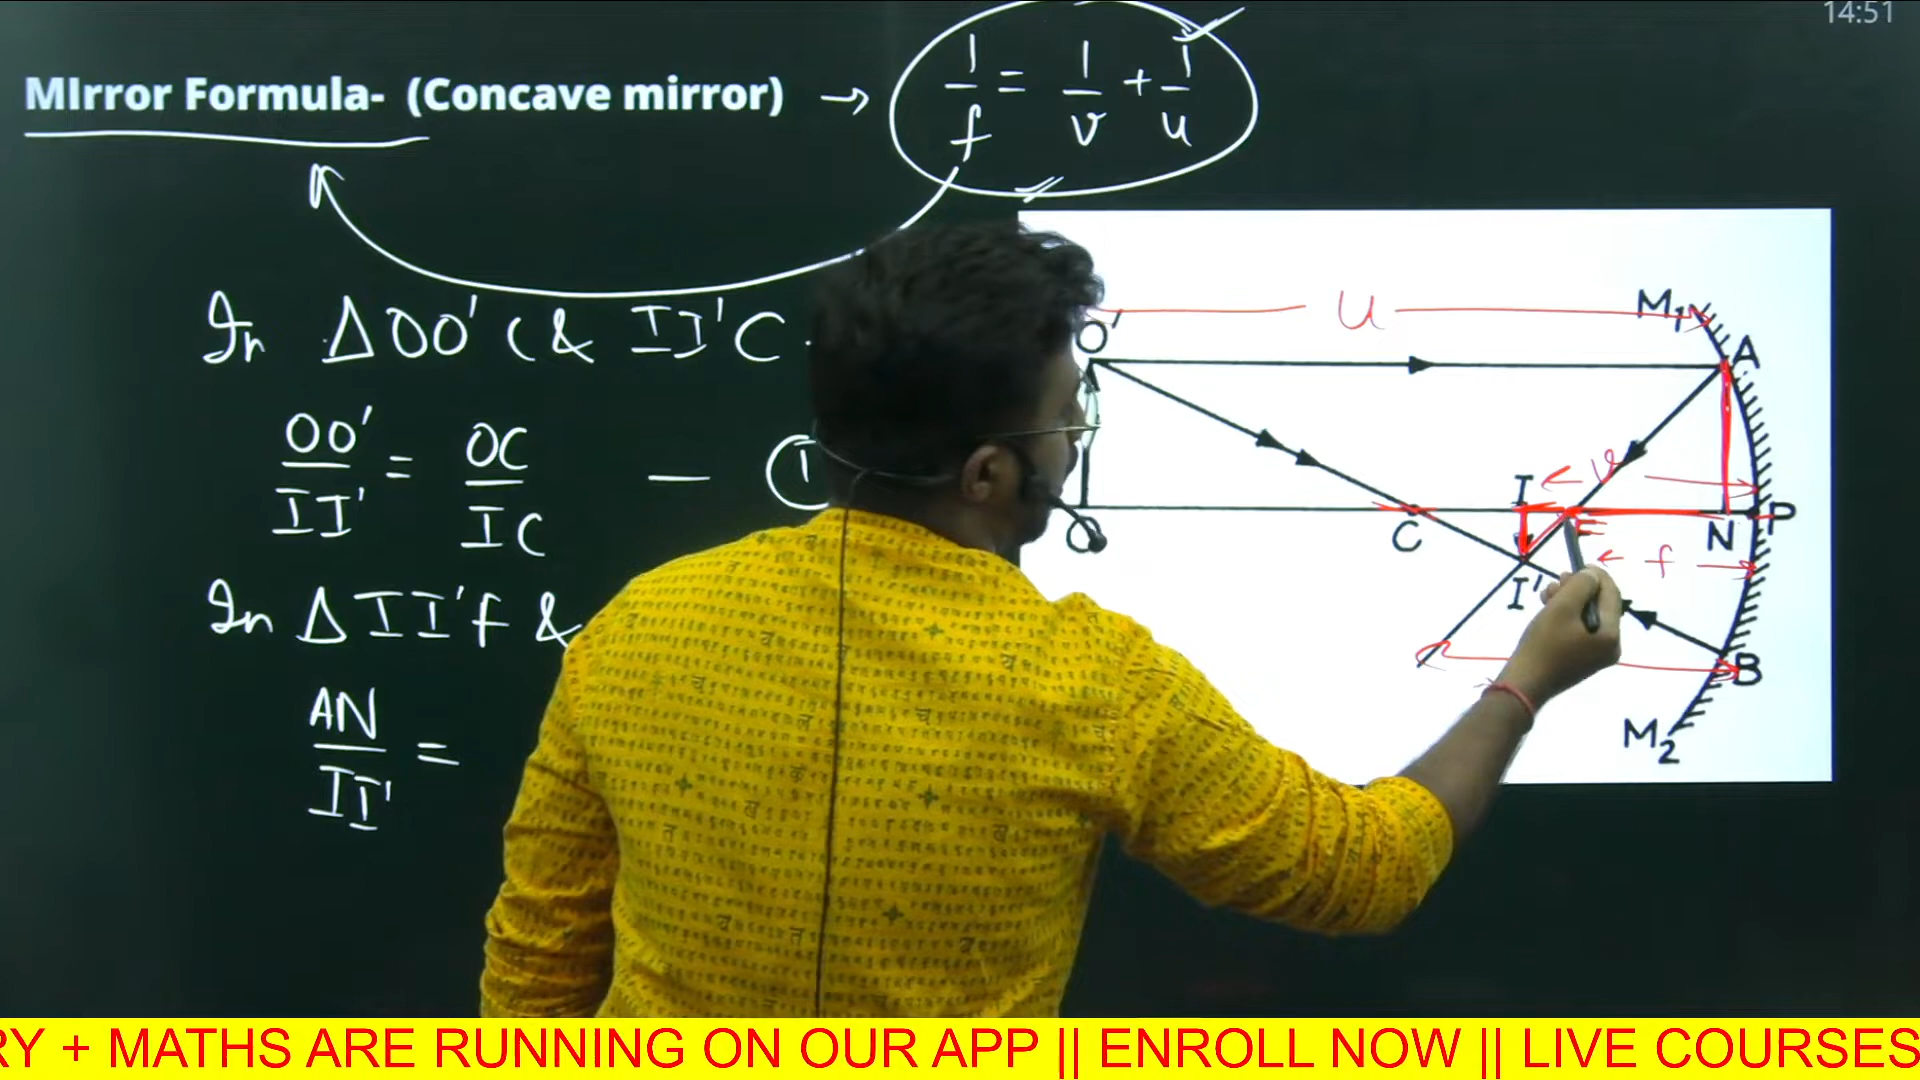 14:51
MIrror Formula- (Concave mirror) → 1/f = 1/v + 1/u
In ΔOO'C & II'C
OO'/II' = OC/IC — 1
In ΔII'f &
AN/II' =
U
M1
O'
A
v
I
O
C
F
N
P
I'
f
B
M2
RY + MATHS ARE RUNNING ON OUR APP || ENROLL NOW || LIVE COURSES